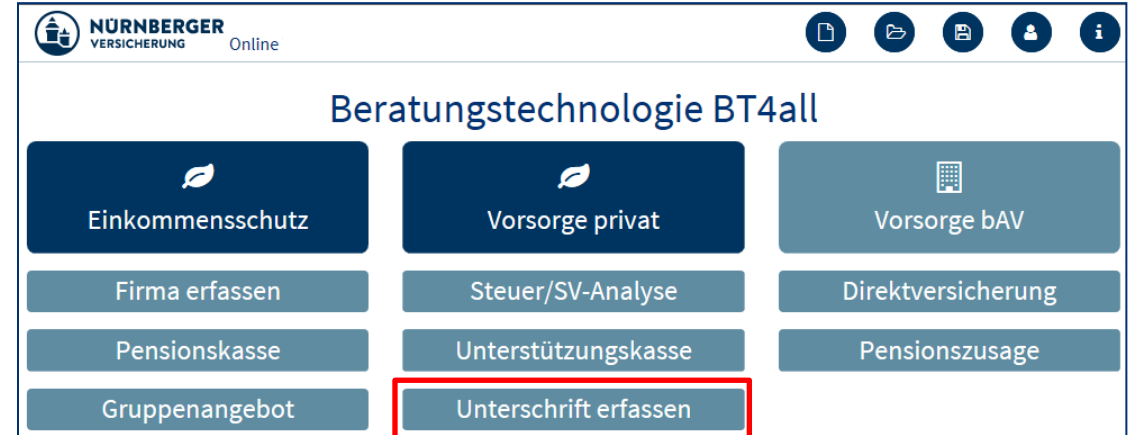 NÜRNBERGER
VERSICHERUNG Online
i
Beratungstechnologie BT4all
Einkommensschutz
Vorsorge privat
Vorsorge bAV
Firma erfassen
Steuer/SV-Analyse
Direktversicherung
Pensionskasse
Unterstützungskasse
Pensionszusage
Gruppenangebot
Unterschrift erfassen